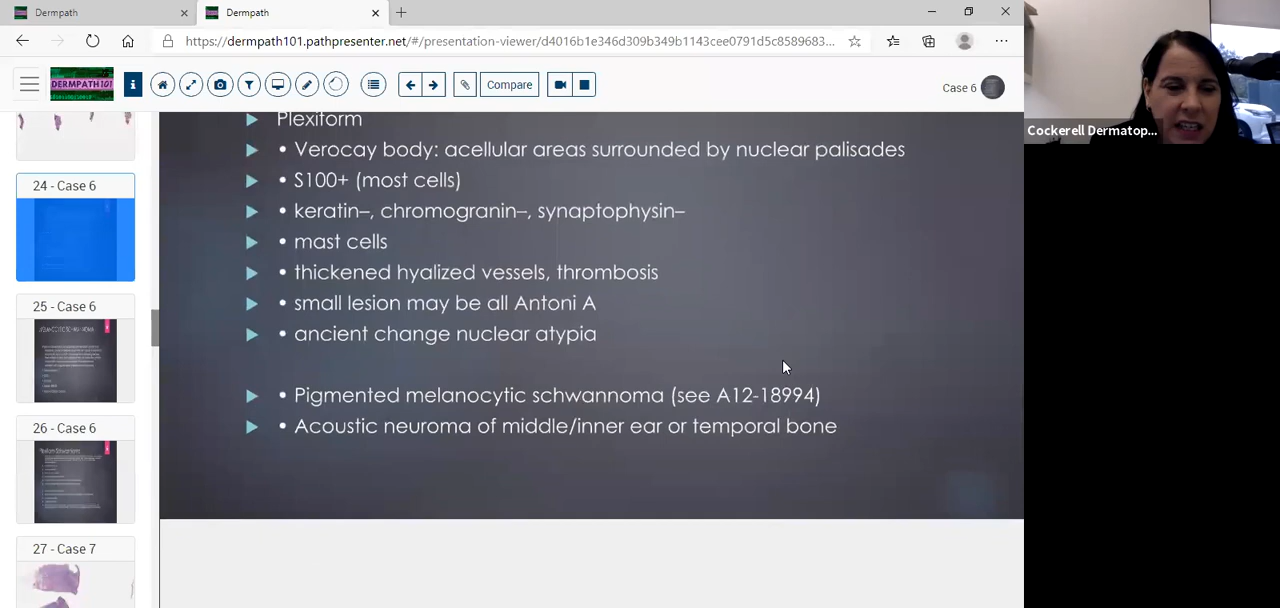 Dermpath
Dermpath
https://dermpath101.pathpresenter.net/#/presentation-viewer/d4016b1e346d309b349b1143cee0791d5c8589683...
DERMPATH 101
Compare
Case 6
24 - Case 6
25 - Case 6
26 - Case 6
27 - Case 7
Plexiform
• Verocay body: acellular areas surrounded by nuclear palisades
• S100+ (most cells)
• keratin–, chromogranin–, synaptophysin–
• mast cells
• thickened hyalized vessels, thrombosis
• small lesion may be all Antoni A
• ancient change nuclear atypia
• Pigmented melanocytic schwannoma (see A12-18994)
• Acoustic neuroma of middle/inner ear or temporal bone
Cockerell Dermatop...